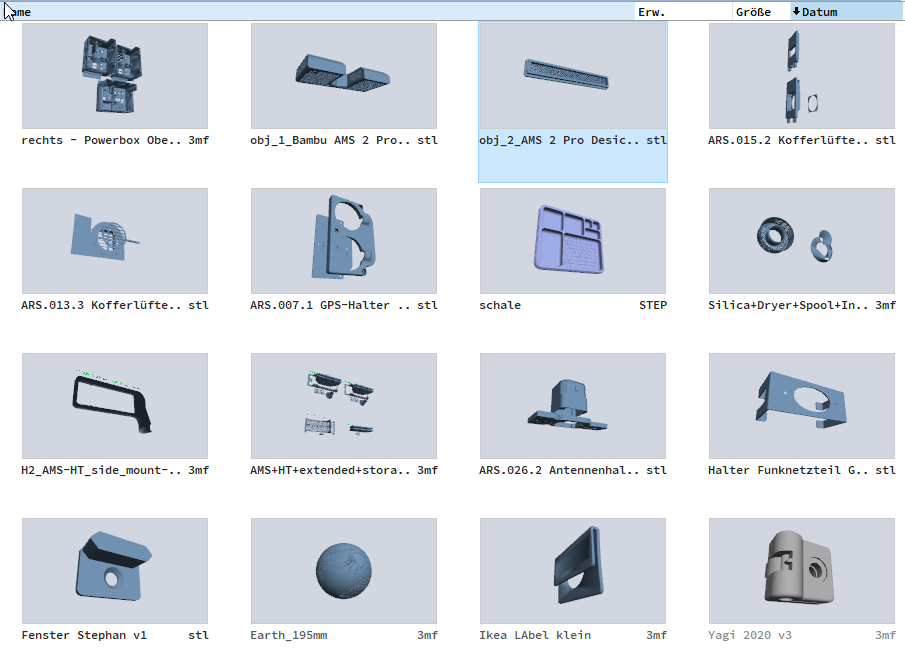 ame Erw. Größe Datum
rechts - Powerbox Obe.. 3mf
obj_1_Bambu AMS 2 Pro.. stl
obj_2_AMS 2 Pro Desic.. stl
ARS.015.2 Kofferlüfte.. stl
ARS.013.3 Kofferlüfte.. stl
ARS.007.1 GPS-Halter .. stl
schale STEP
Silica+Dryer+Spool+In.. 3mf
H2_AMS-HT_side_mount-.. 3mf
AMS+HT+extended+stora.. 3mf
ARS.026.2 Antennenhal.. stl
Halter Funknetzteil G.. stl
Fenster Stephan v1 stl
Earth_195mm 3mf
Ikea LAbel klein 3mf
Yagi 2020 v3 3mf